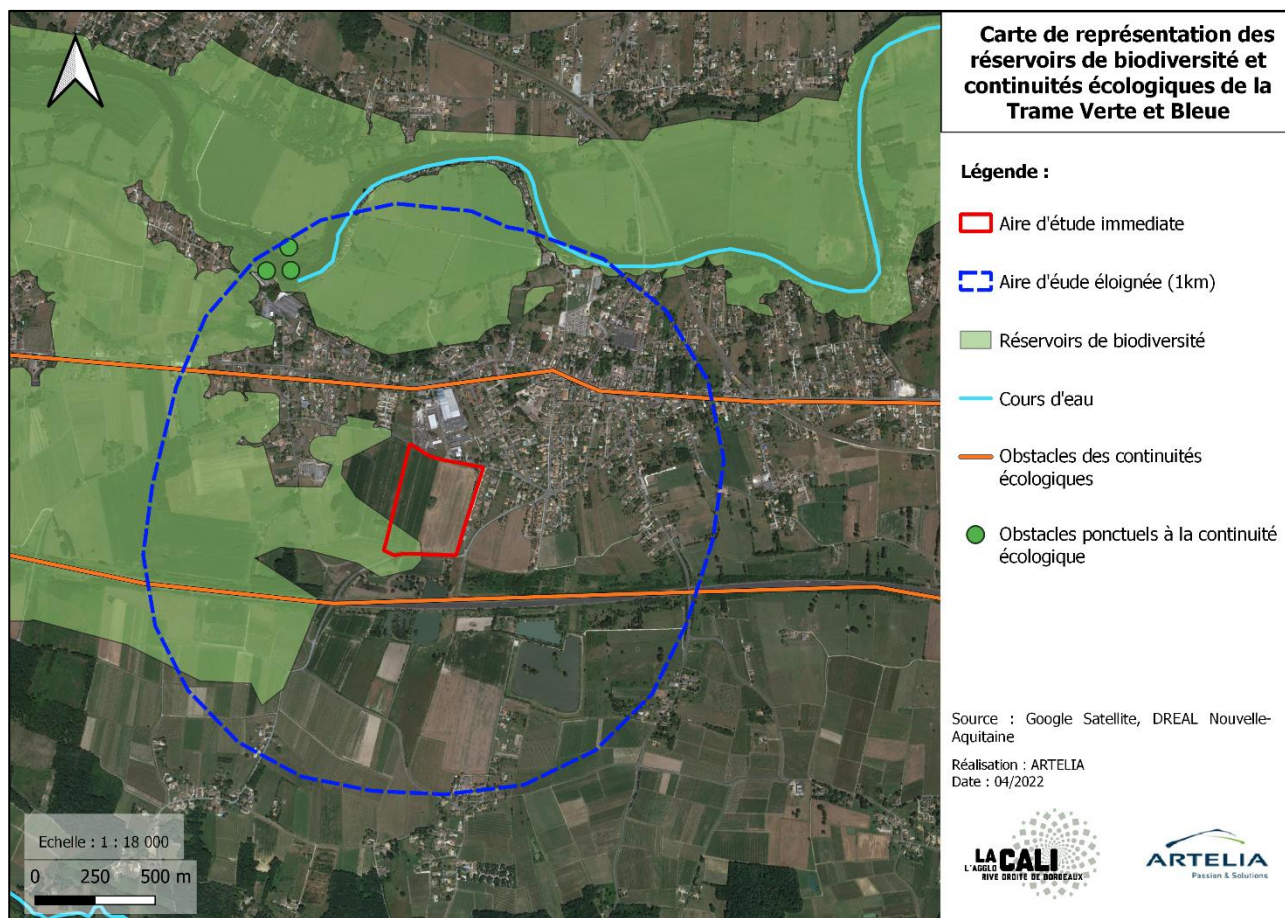 Carte de représentation des
réservoirs de biodiversité et
continuités écologiques de la
Trame Verte et Bleue
Légende :
Aire d'étude immediate
Aire d'éude éloignée (1km)
Réservoirs de biodiversité
Cours d'eau
Obstacles des continuités
écologiques
Obstacles ponctuels à la continuité
écologique
Source : Google Satellite, DREAL Nouvelle-
Aquitaine
Réalisation : ARTELIA
Date : 04/2022
Echelle : 1 : 18 000
0 250 500 m
LA CALI
L'AGGLO
RIVE DROITE DE BORDEAUX
ARTELIA
Passion & Solutions